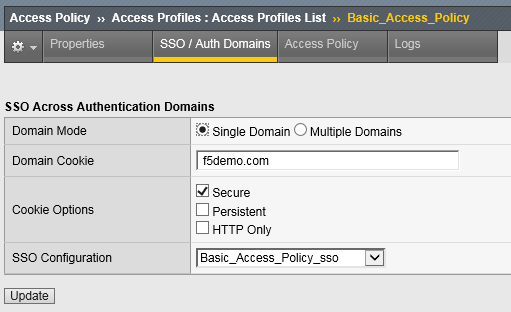 Access Policy ›› Access Profiles : Access Profiles List ›› Basic_Access_Policy
Properties SSO / Auth Domains Access Policy Logs
SSO Across Authentication Domains
Domain Mode Single Domain Multiple Domains
Domain Cookie f5demo.com
Secure
Cookie Options Persistent
HTTP Only
SSO Configuration Basic_Access_Policy_sso
Update